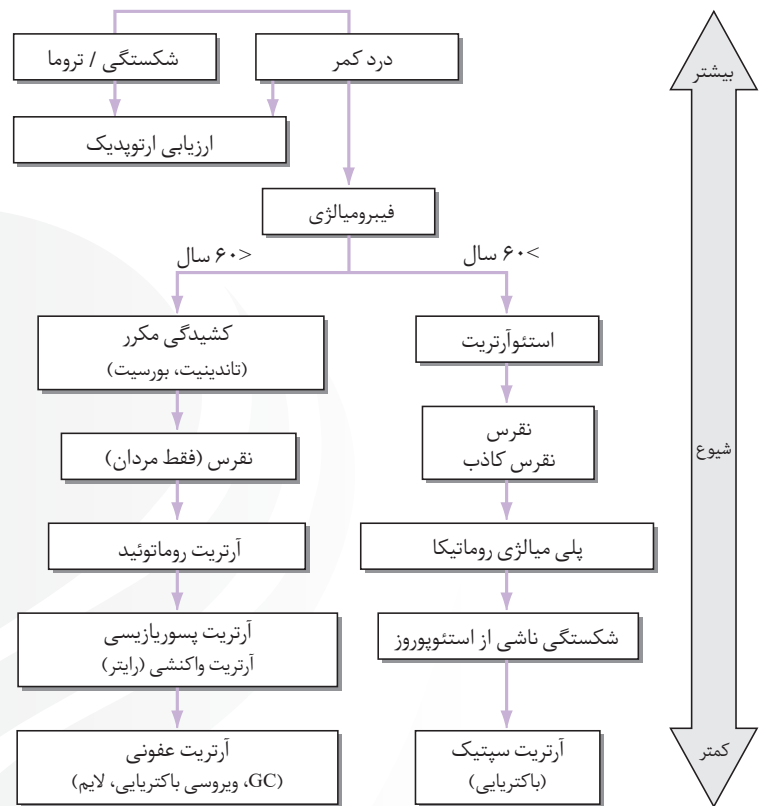 شکستگی / تروما
درد کمر
ارزیابی ارتوپدیک
فیبرومیالژی
<۶۰ سال
>۶۰ سال
کشیدگی مکرر
(تاندینیت، بورسیت)
استئوآرتریت
نقرس (فقط مردان)
نقرس
نقرس کاذب
آرتریت روماتوئید
پلی میالژی روماتیکا
آرتریت پسوریازیسی
آرتریت واکنشی (رایتر)
شکستگی ناشی از استئوپوروز
آرتریت عفونی
(GC، ویروسی باکتریایی، لایم)
آرتریت سپتیک
(باکتریایی)
بیشتر
شیوع
کمتر